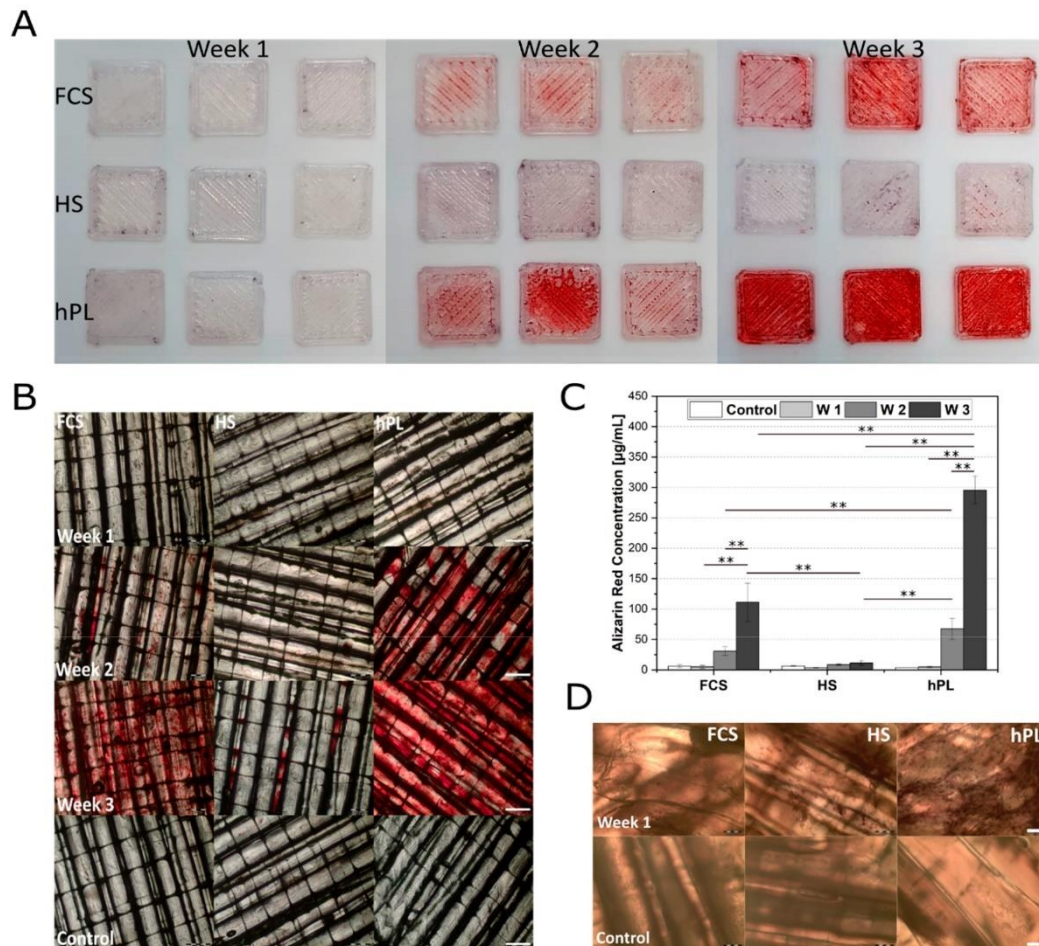 A
Week 1 Week 2 Week 3
FCS
HS
hPL
B
FCS HS hPL
Week 1
Week 2
Week 3
Control
C
Control W 1 W 2 W 3
Alizarin Red Concentration [µg/mL]
450
400
350
300
250
200
150
100
50
0
**
**
**
**
**
**
**
**
**
FCS HS hPL
D
FCS HS hPL
Week 1
Control